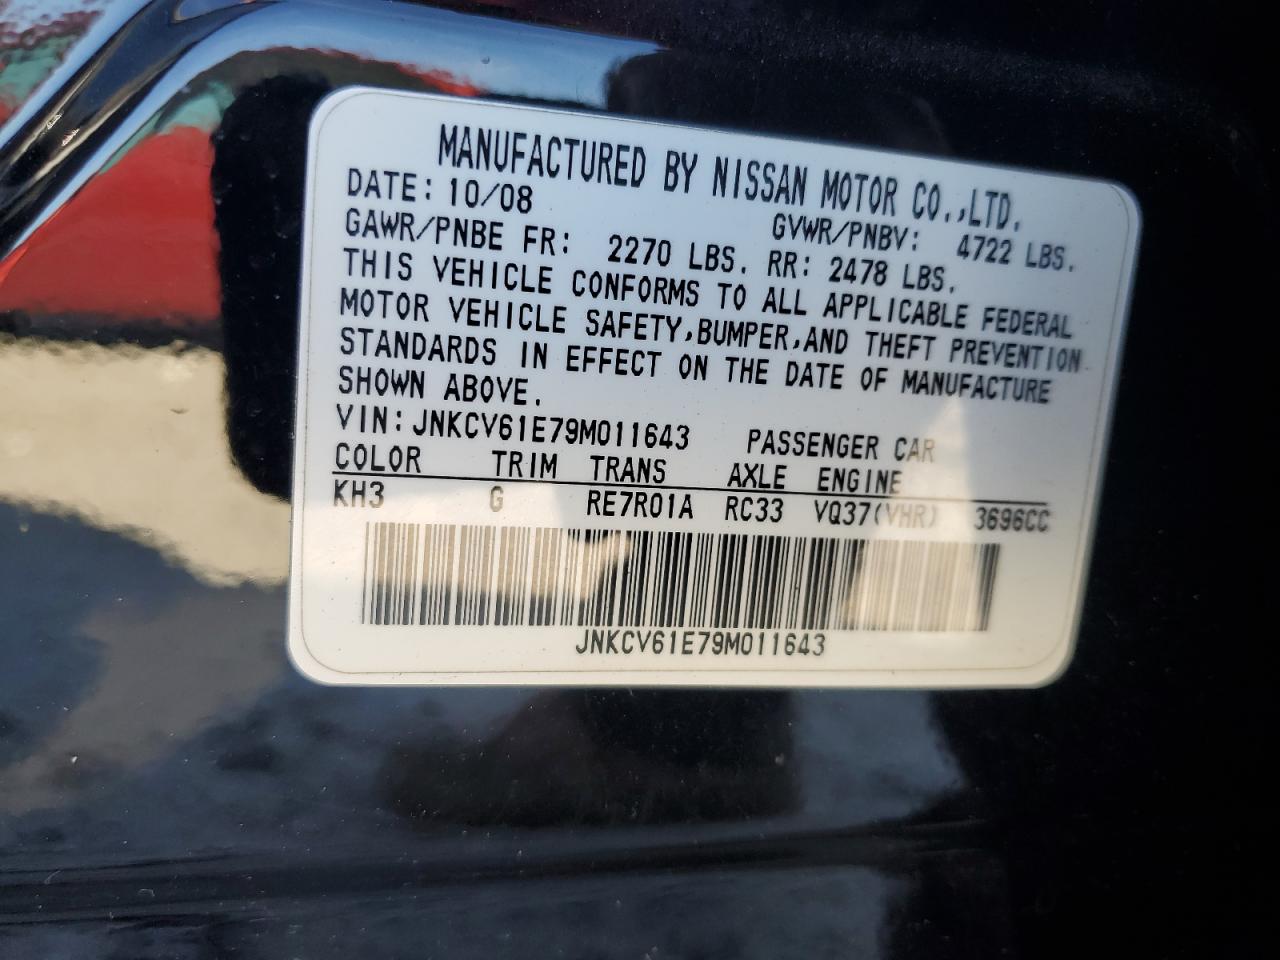 MANUFACTURED BY NISSAN MOTOR CO.,LTD.
DATE: 10/08 GVWR/PNBV: 4722 LBS.
GAWR/PNBE FR: 2270 LBS. RR: 2478 LBS.
THIS VEHICLE CONFORMS TO ALL APPLICABLE FEDERAL
MOTOR VEHICLE SAFETY,BUMPER,AND THEFT PREVENTION
STANDARDS IN EFFECT ON THE DATE OF MANUFACTURE
SHOWN ABOVE.
VIN:JNKCV61E79M011643 PASSENGER CAR
COLOR TRIM TRANS AXLE ENGINE
KH3 G RE7R01A RC33 VQ37(VHR) 3696CC
JNKCV61E79M011643